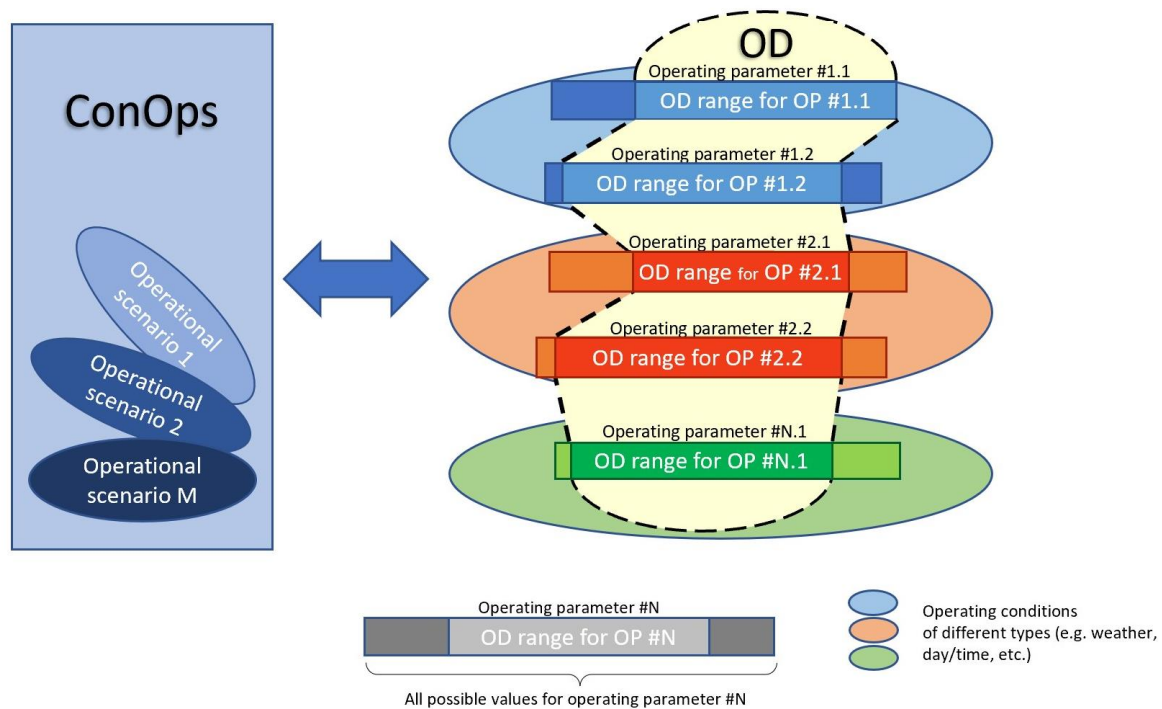 ConOps
Operational
scenario 1
Operational
scenario 2
Operational
scenario M
OD
Operating parameter #1.1
OD range for OP #1.1
Operating parameter #1.2
OD range for OP #1.2
Operating parameter #2.1
OD range for OP #2.1
Operating parameter #2.2
OD range for OP #2.2
Operating parameter #N.1
OD range for OP #N.1
Operating parameter #N
OD range for OP #N
All possible values for operating parameter #N
Operating conditions
of different types (e.g. weather,
day/time, etc.)